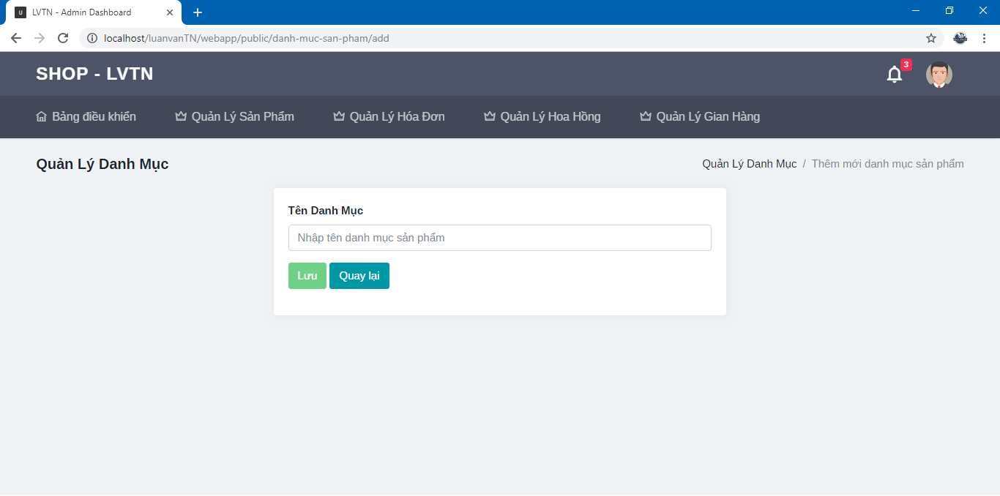 U LVTN - Admin Dashboard
localhost/luanvanTN/webapp/public/danh-muc-san-pham/add
SHOP - LVTN
3
Bảng điều khiển Quản Lý Sản Phẩm Quản Lý Hóa Đơn Quản Lý Hoa Hồng Quản Lý Gian Hàng
Quản Lý Danh Mục
Quản Lý Danh Mục / Thêm mới danh mục sản phẩm
Tên Danh Mục
Nhập tên danh mục sản phẩm
Lưu Quay lại